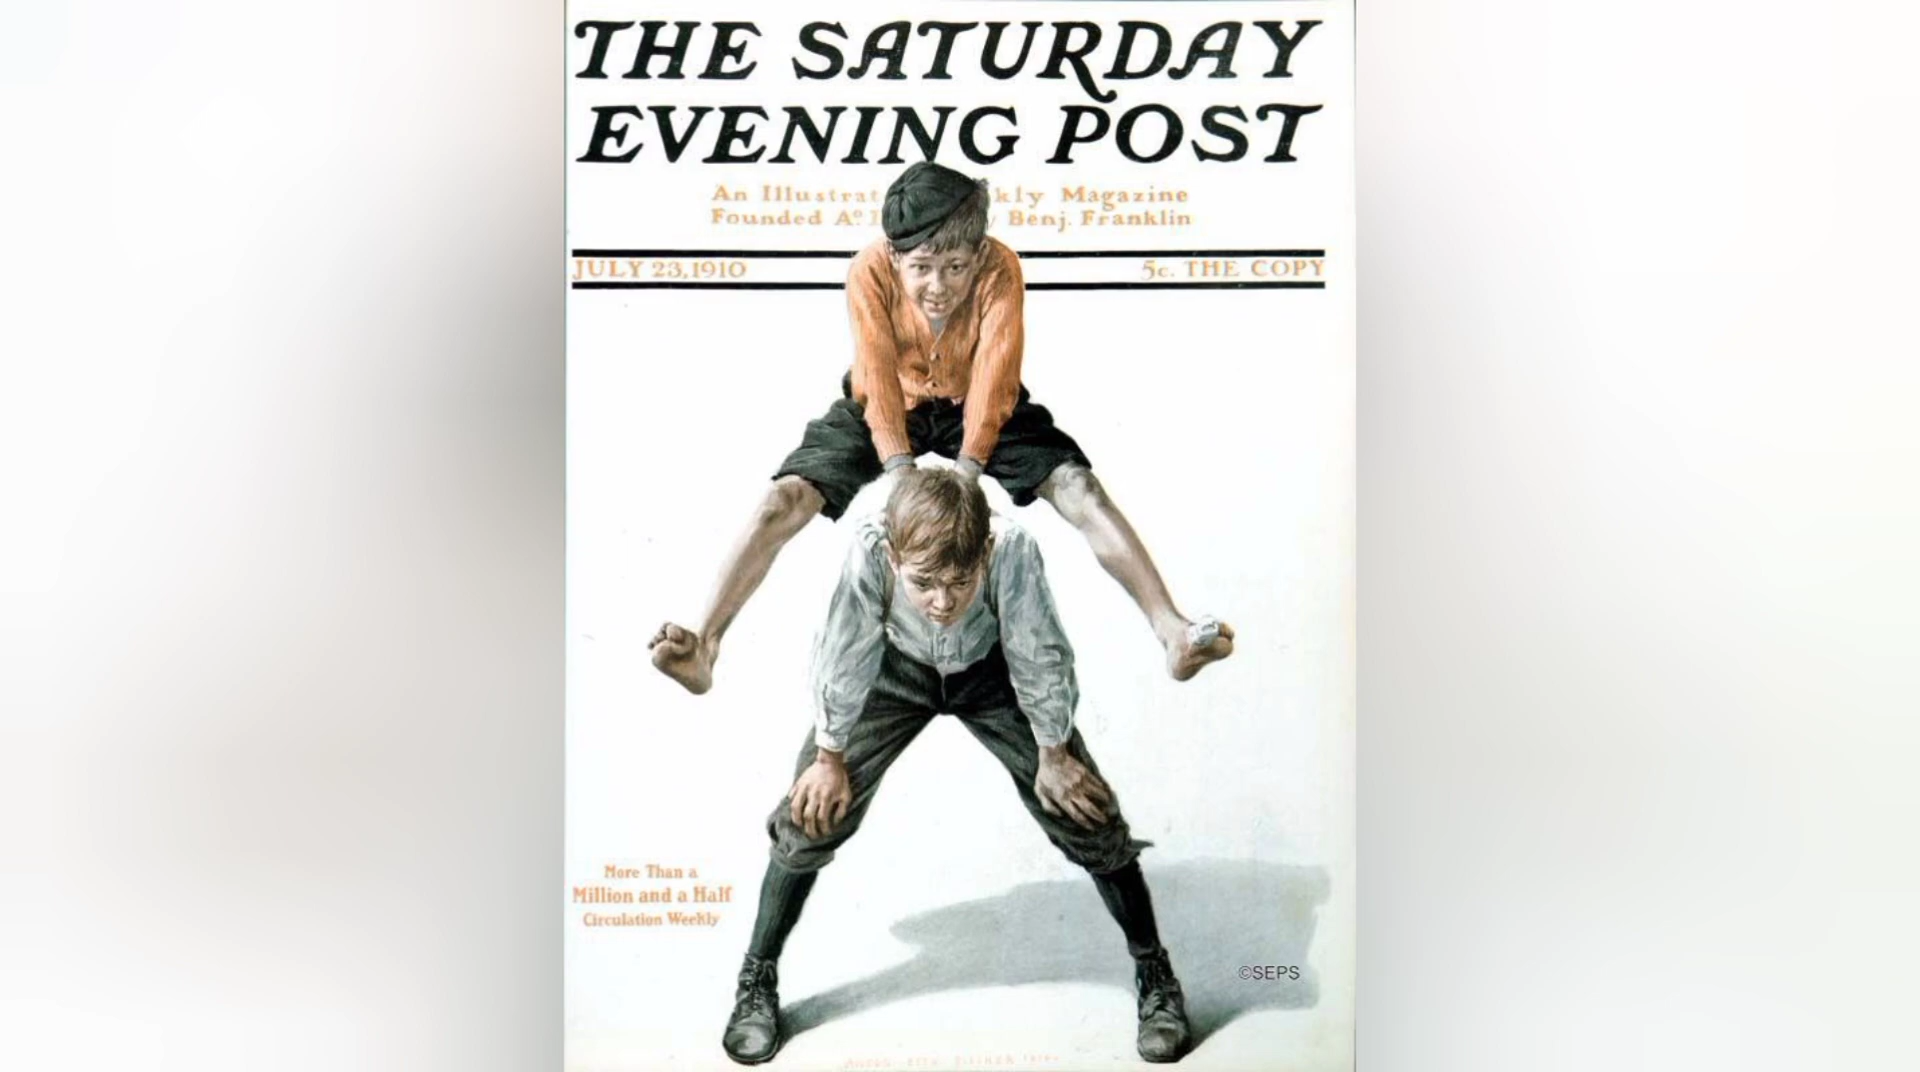 THE SATURDAY
EVENING POST
An Illustrat kly Magazine
Founded Aº. Benj. Franklin
JULY 23, 1910
5c. THE COPY
More Than a
Million and a Half
Circulation Weekly
©SEPS